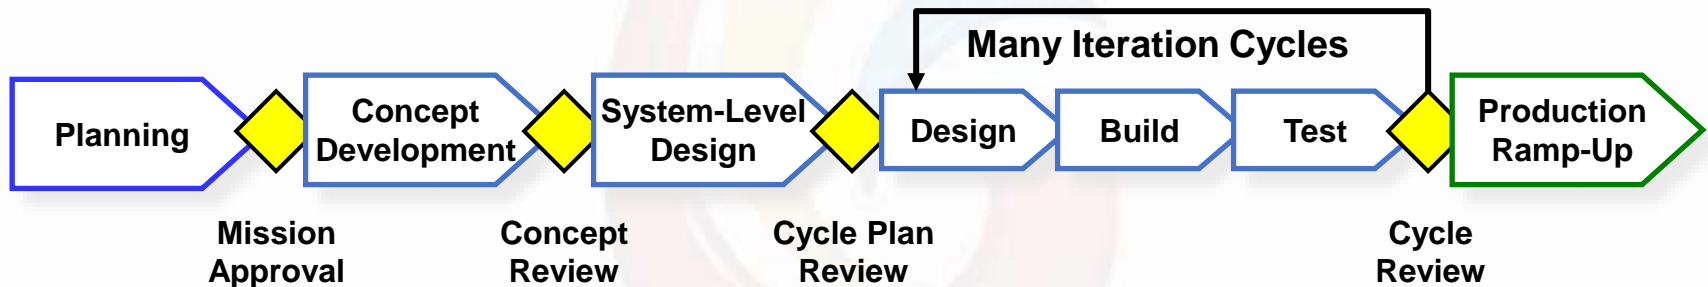 Many Iteration Cycles
Planning
Concept
Development
System-Level
Design
Design
Build
Test
Production
Ramp-Up
Mission
Approval
Concept
Review
Cycle Plan
Review
Cycle
Review